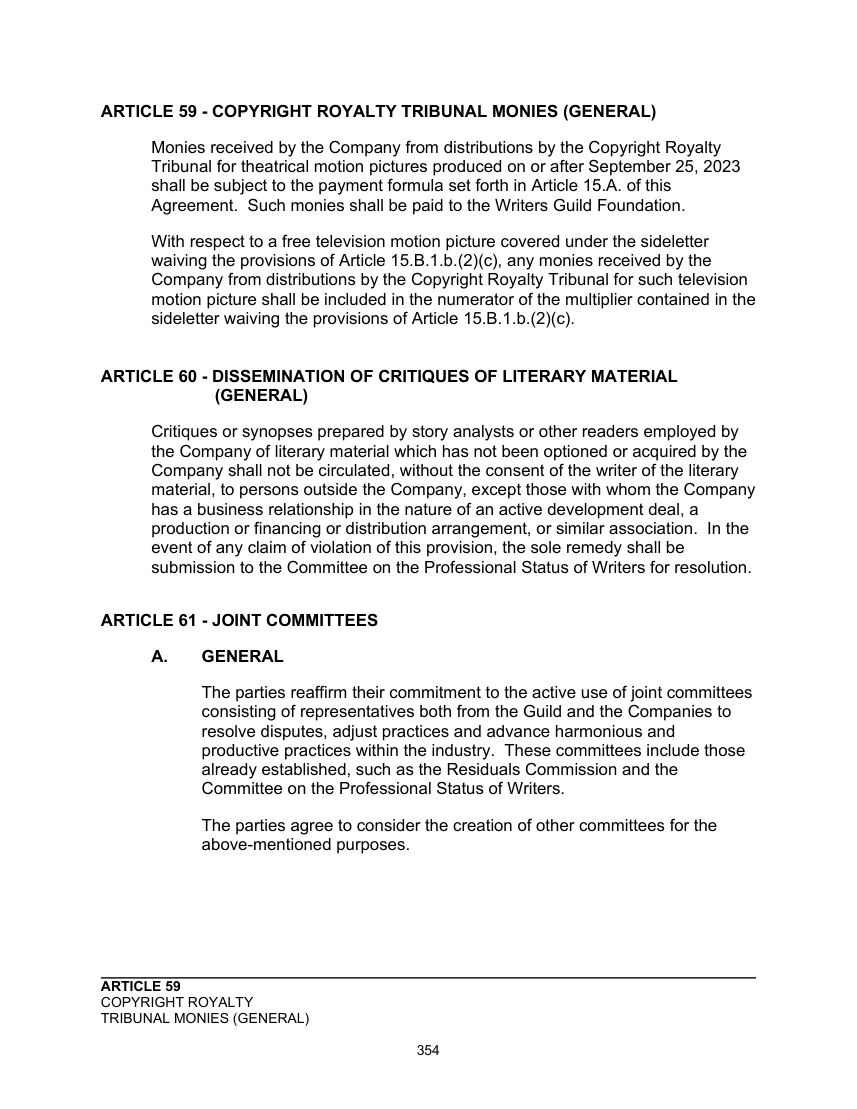 ARTICLE 59 - COPYRIGHT ROYALTY TRIBUNAL MONIES (GENERAL)
Monies received by the Company from distributions by the Copyright Royalty
Tribunal for theatrical motion pictures produced on or after September 25, 2023
shall be subject to the payment formula set forth in Article 15.A. of this
Agreement.  Such monies shall be paid to the Writers Guild Foundation.
With respect to a free television motion picture covered under the sideletter
waiving the provisions of Article 15.B.1.b.(2)(c), any monies received by the
Company from distributions by the Copyright Royalty Tribunal for such television
motion picture shall be included in the numerator of the multiplier contained in the
sideletter waiving the provisions of Article 15.B.1.b.(2)(c).
ARTICLE 60 - DISSEMINATION OF CRITIQUES OF LITERARY MATERIAL
(GENERAL)
Critiques or synopses prepared by story analysts or other readers employed by
the Company of literary material which has not been optioned or acquired by the
Company shall not be circulated, without the consent of the writer of the literary
material, to persons outside the Company, except those with whom the Company
has a business relationship in the nature of an active development deal, a
production or financing or distribution arrangement, or similar association.  In the
event of any claim of violation of this provision, the sole remedy shall be
submission to the Committee on the Professional Status of Writers for resolution.
ARTICLE 61 - JOINT COMMITTEES
A. GENERAL
The parties reaffirm their commitment to the active use of joint committees
consisting of representatives both from the Guild and the Companies to
resolve disputes, adjust practices and advance harmonious and
productive practices within the industry.  These committees include those
already established, such as the Residuals Commission and the
Committee on the Professional Status of Writers.
The parties agree to consider the creation of other committees for the
above-mentioned purposes.
ARTICLE 59
COPYRIGHT ROYALTY
TRIBUNAL MONIES (GENERAL)
354